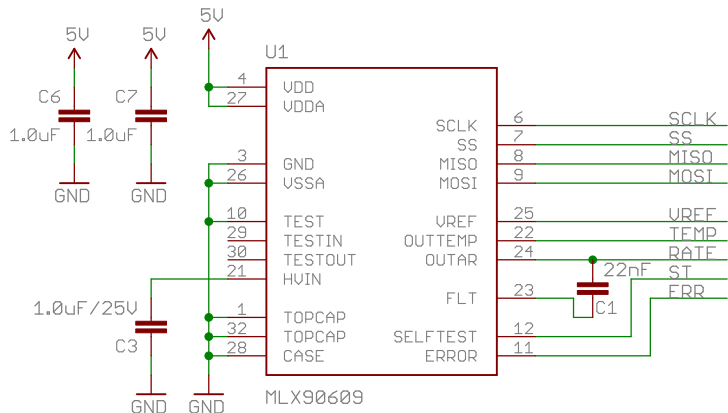 5V
5V
5V
U1
C6
1.0uF
C7
1.0uF
GND
GND
4 VDD
27 VDDA
3 GND
26 VSSA
10 TEST
29 TESTIN
30 TESTOUT
21 HVIN
1 TOPCAP
32 TOPCAP
28 CASE
SCLK 6 SCLK
SS 7 SS
MISO 8 MISO
MOSI 9 MOSI
VREF 25 VREF
OUTTEMP 22 TEMP
OUTAR 24 RATE
22nF
ST
FLT 23
C1
ERR
SELFTEST 12
ERROR 11
1.0uF/25V
C3
GND
GND
MLX90609